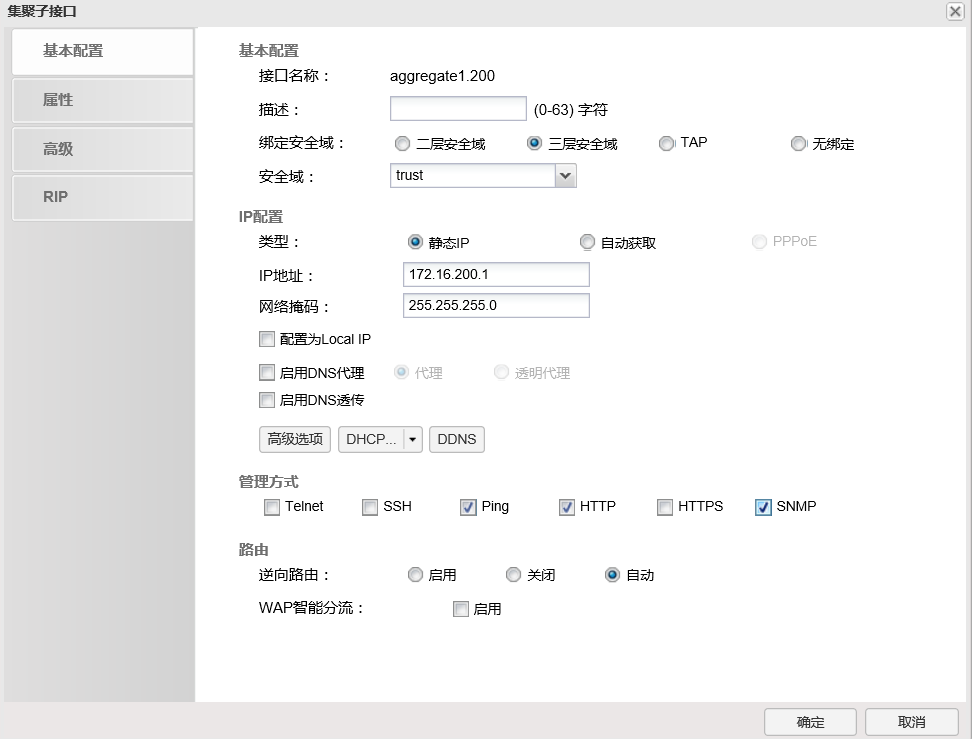 集聚子接口
基本配置
属性
高级
RIP
基本配置
接口名称： aggregate1.200
描述： (0-63) 字符
绑定安全域： 二层安全域 三层安全域 TAP 无绑定
安全域： trust
IP配置
类型： 静态IP 自动获取 PPPoE
IP地址： 172.16.200.1
网络掩码： 255.255.255.0
配置为Local IP
启用DNS代理 代理 透明代理
启用DNS透传
高级选项 DHCP... DDNS
管理方式
Telnet SSH Ping HTTP HTTPS SNMP
路由
逆向路由： 启用 关闭 自动
WAP智能分流： 启用
确定 取消